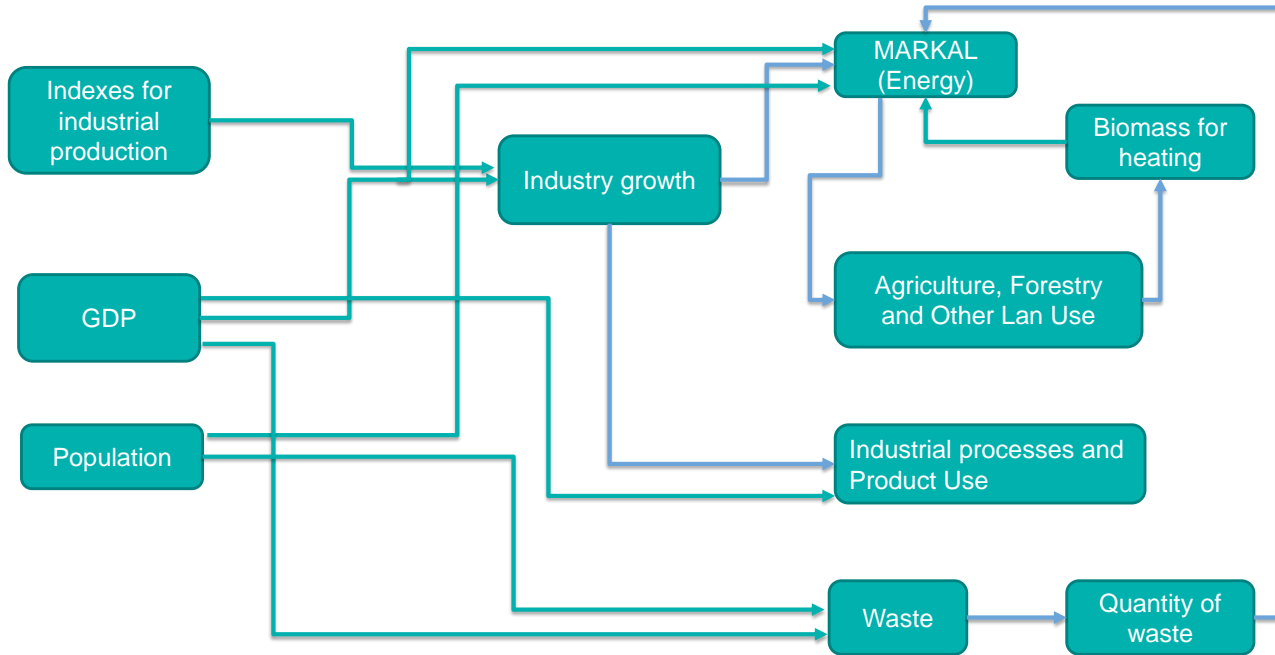 MARKAL
(Energy)
Indexes for
industrial
production
Biomass for
heating
Industry growth
Agriculture, Forestry
and Other Lan Use
GDP
Population
Industrial processes and
Product Use
Waste
Quantity of
waste